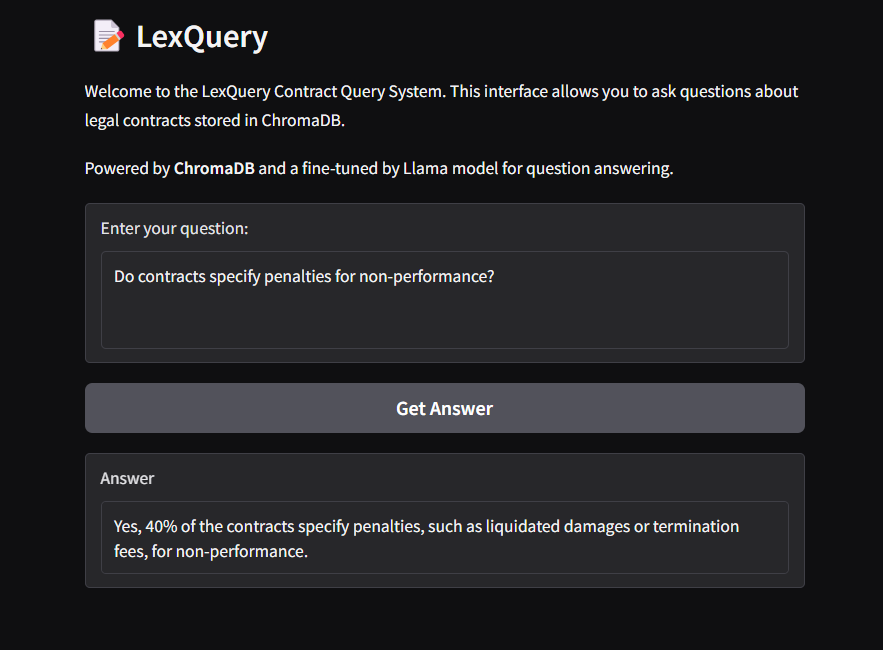 LexQuery
Welcome to the LexQuery Contract Query System. This interface allows you to ask questions about
legal contracts stored in ChromaDB.
Powered by ChromaDB and a fine-tuned by Llama model for question answering.
Enter your question:
Do contracts specify penalties for non-performance?
Get Answer
Answer
Yes, 40% of the contracts specify penalties, such as liquidated damages or termination
fees, for non-performance.